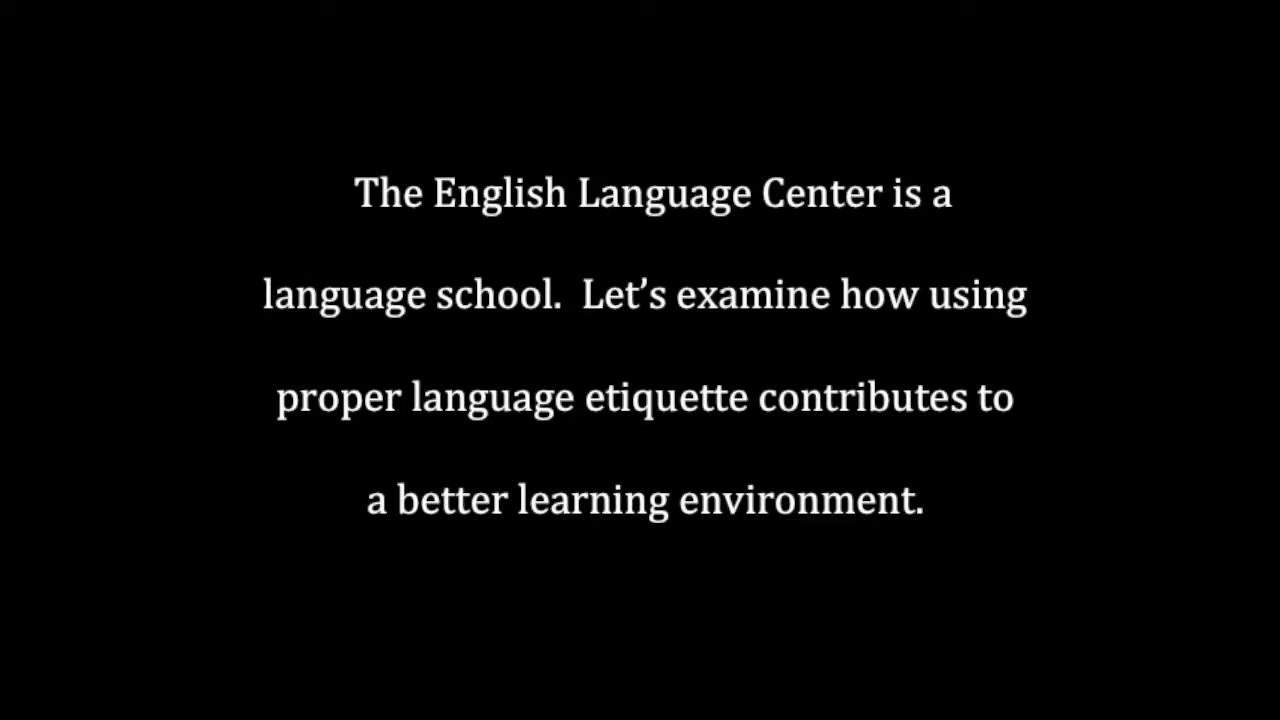 The English Language Center is a
language school.  Let’s examine how using
proper language etiquette contributes to
a better learning environment.